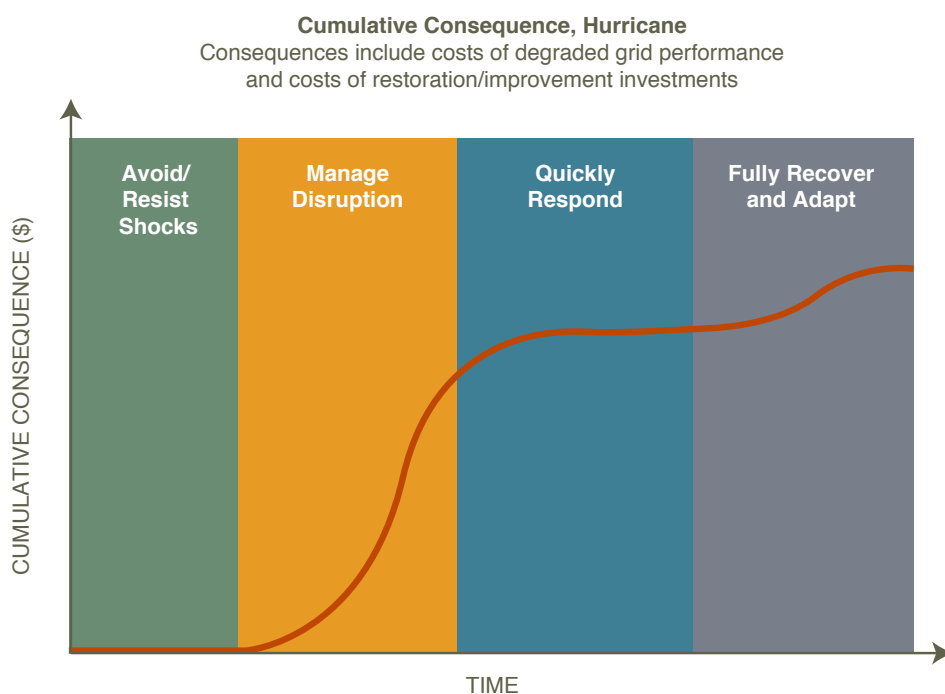 Cumulative Consequence, Hurricane
Consequences include costs of degraded grid performance
and costs of restoration/improvement investments
Avoid/
Resist
Shocks
Manage
Disruption
Quickly
Respond
Fully Recover
and Adapt
CUMULATIVE CONSEQUENCE ($)
TIME